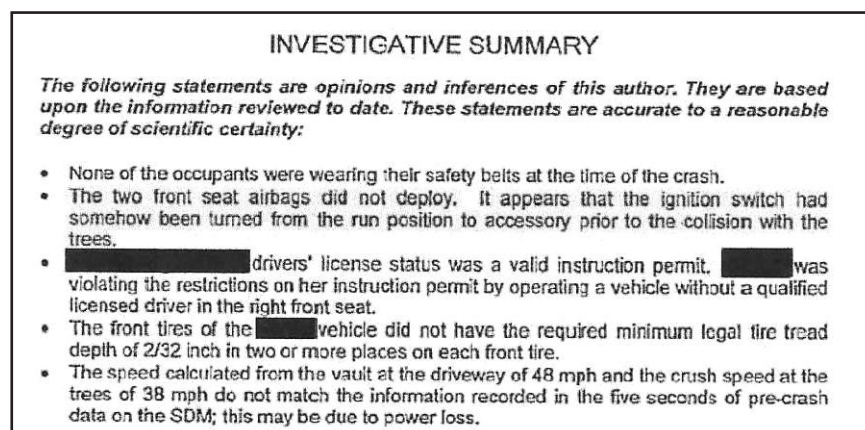 INVESTIGATIVE SUMMARY
The following statements are opinions and inferences of this author. They are based
upon the information reviewed to date. These statements are accurate to a reasonable
degree of scientific certainty:
• None of the occupants were wearing their safety belts at the time of the crash.
• The two front seat airbags did not deploy. It appears that the ignition switch had
somehow been turned from the run position to accessory prior to the collision with the
trees.
• drivers' license status was a valid instruction permit. was
violating the restrictions on her instruction permit by operating a vehicle without a qualified
licensed driver in the right front seat.
• The front tires of the vehicle did not have the required minimum legal tire tread
depth of 2/32 inch in two or more places on each front tire.
• The speed calculated from the vault at the driveway of 48 mph and the crush speed at the
trees of 38 mph do not match the information recorded in the five seconds of pre-crash
data on the SDM; this may be due to power loss.